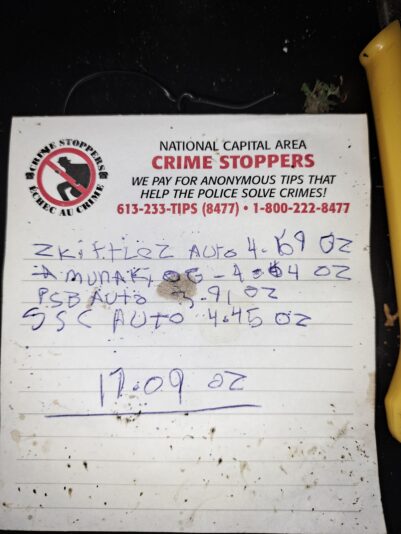 CRIME STOPPERS
ÉCHEC AU CRIME
NATIONAL CAPITAL AREA
CRIME STOPPERS
WE PAY FOR ANONYMOUS TIPS THAT
HELP THE POLICE SOLVE CRIMES!
613-233-TIPS (8477) • 1-800-222-8477
ZKITTLEZ AUTO 4.69 OZ
OG - 4.04 OZ
PSB AUTO 3.91 OZ
SSC AUTO 4.45 OZ
17.09 oz